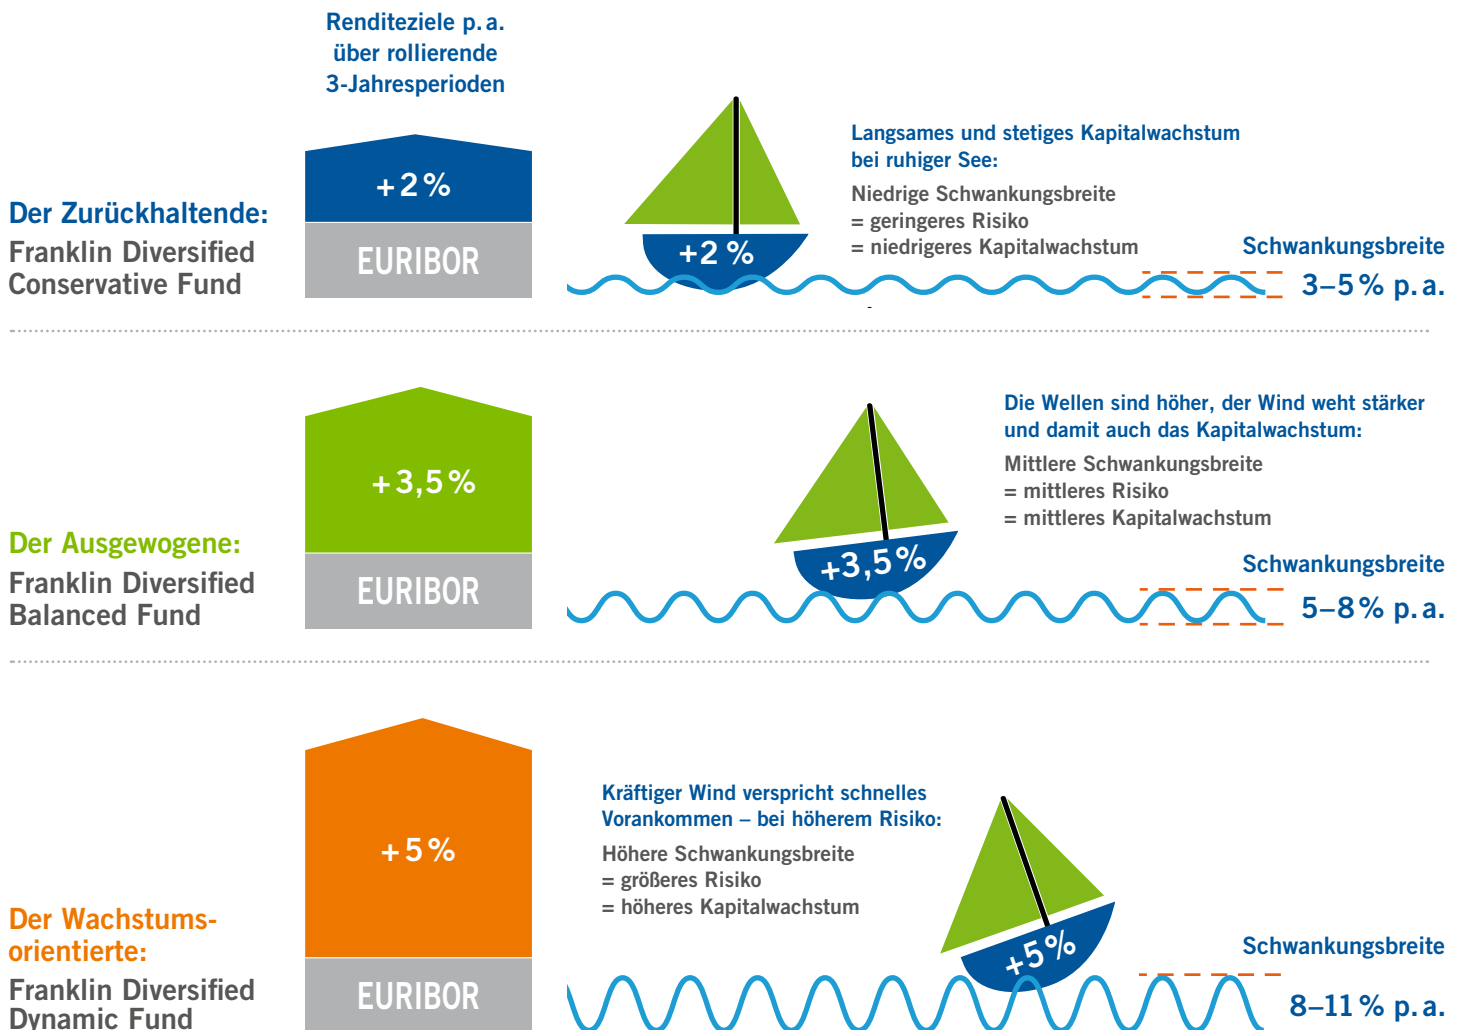 Renditeziele p. a.
über rollierende
3-Jahresperioden
Der Zurückhaltende:
Franklin Diversified
Conservative Fund
+ 2 %
EURIBOR
+2 %
Langsames und stetiges Kapitalwachstum
bei ruhiger See:
Niedrige Schwankungsbreite
= geringeres Risiko
= niedrigeres Kapitalwachstum
Schwankungsbreite
3–5 % p. a.
Der Ausgewogene:
Franklin Diversified
Balanced Fund
+ 3,5 %
EURIBOR
+3,5 %
Die Wellen sind höher, der Wind weht stärker
und damit auch das Kapitalwachstum:
Mittlere Schwankungsbreite
= mittleres Risiko
= mittleres Kapitalwachstum
Schwankungsbreite
5–8 % p. a.
Der Wachstums-
orientierte:
Franklin Diversified
Dynamic Fund
+ 5 %
EURIBOR
Kräftiger Wind verspricht schnelles
Vorankommen – bei höherem Risiko:
Höhere Schwankungsbreite
= größeres Risiko
= höheres Kapitalwachstum
+5 %
Schwankungsbreite
8–11 % p. a.